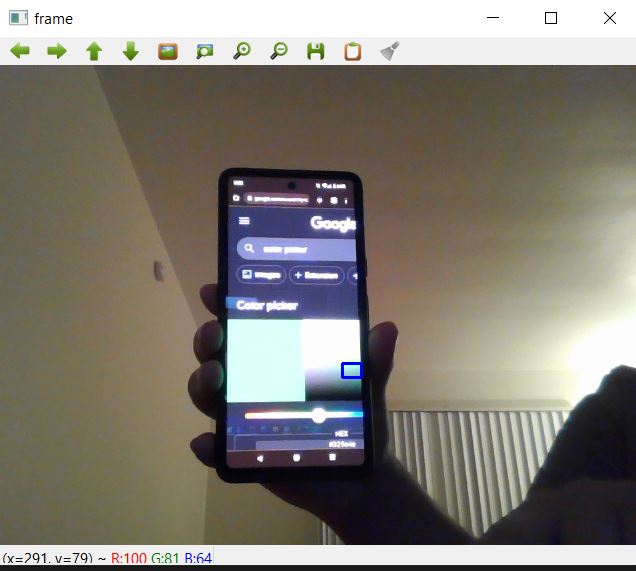 frame
Google
color picker
Images
+ Extension
Color picker
HEX
(x=291, y=79) ~ R:100 G:81 B:64